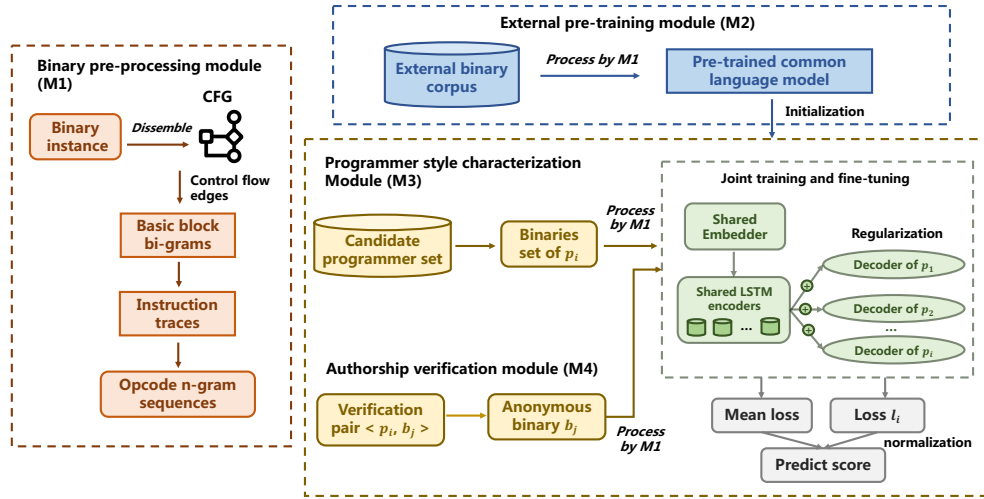 External pre-training module (M2)
External binary
corpus
Process by M1
Pre-trained common
language model
Initialization
Binary pre-processing module
(M1)
CFG
Binary
instance
Dissemble
Control flow
edges
Basic block
bi-grams
Instruction
traces
Opcode n-gram
sequences
Programmer style characterization
Module (M3)
Candidate
programmer set
Binaries
set of p_i
Process
by M1
Joint training and fine-tuning
Shared
Embedder
Shared LSTM
encoders
...
Regularization
Decoder of p_1
Decoder of p_2
...
Decoder of p_i
Authorship verification module (M4)
Verification
pair < p_i, b_j >
Anonymous
binary b_j
Process
by M1
Mean loss
Loss l_i
normalization
Predict score